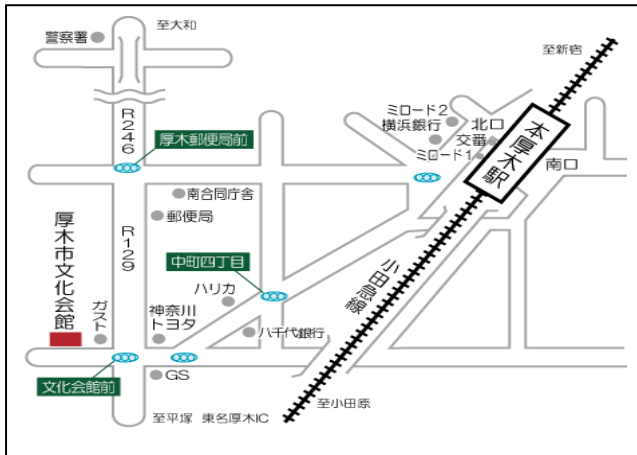 至大和
警察署
至新宿
R246
ミロード2
横浜銀行
北口
交番
ミロード1
本厚木駅
南口
厚木郵便局前
南合同庁舎
郵便局
R129
中町四丁目
小田急線
厚木市文化会館
ガスト
ハリカ
神奈川
トヨタ
八千代銀行
文化会館前
GS
至小田原
至平塚 東名厚木IC